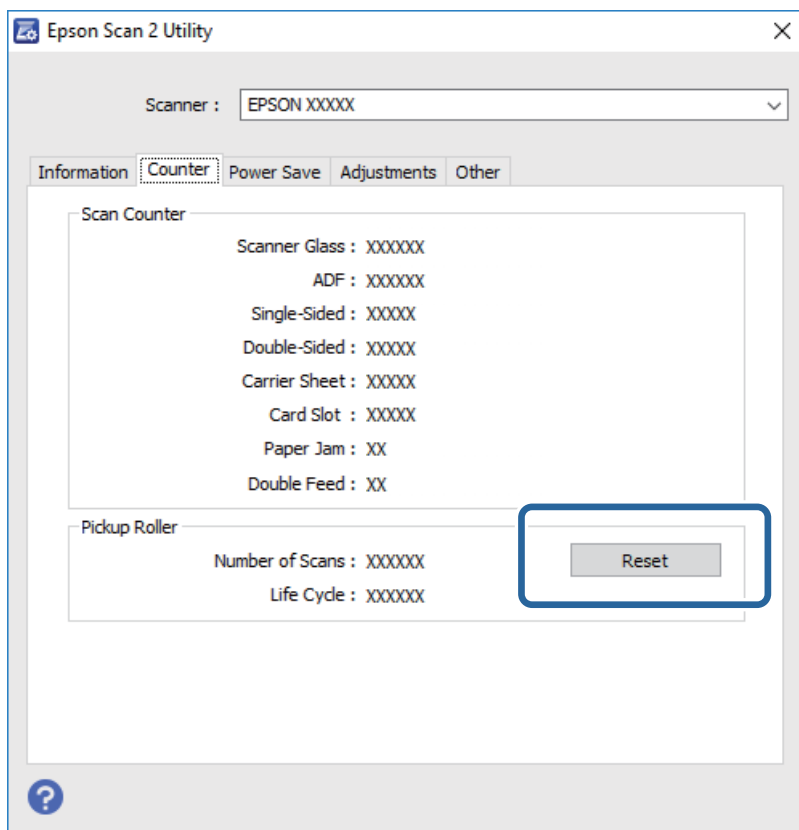 Epson Scan 2 Utility
Scanner : EPSON XXXXX
Information Counter Power Save Adjustments Other
Scan Counter
Scanner Glass : XXXXXX
ADF : XXXXXX
Single-Sided : XXXXX
Double-Sided : XXXXX
Carrier Sheet : XXXXX
Card Slot : XXXXX
Paper Jam : XX
Double Feed : XX
Pickup Roller
Number of Scans : XXXXXX Reset
Life Cycle : XXXXXX
?